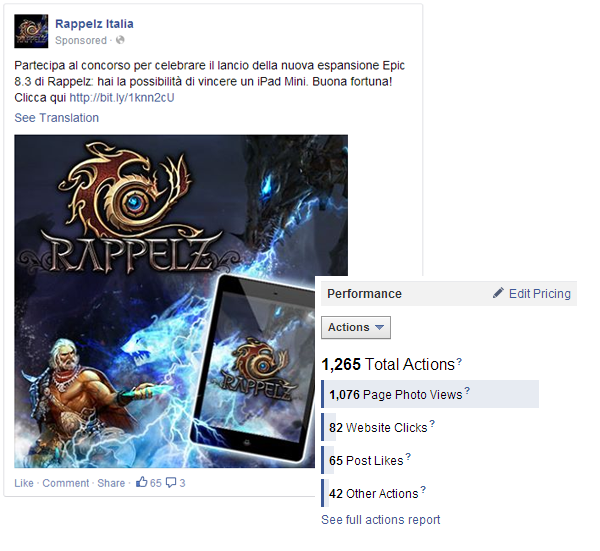 Rappelz Italia
Sponsored ·
Partecipa al concorso per celebrare il lancio della nuova espansione Epic
8.3 di Rappelz: hai la possibilità di vincere un iPad Mini. Buona fortuna!
Clicca qui http://bit.ly/1knn2cU
See Translation
RAPPELZ
RAPPELZ
Like · Comment · Share · 65 3
Performance Edit Pricing
Actions
1,265 Total Actions?
1,076 Page Photo Views?
82 Website Clicks?
65 Post Likes?
42 Other Actions?
See full actions report